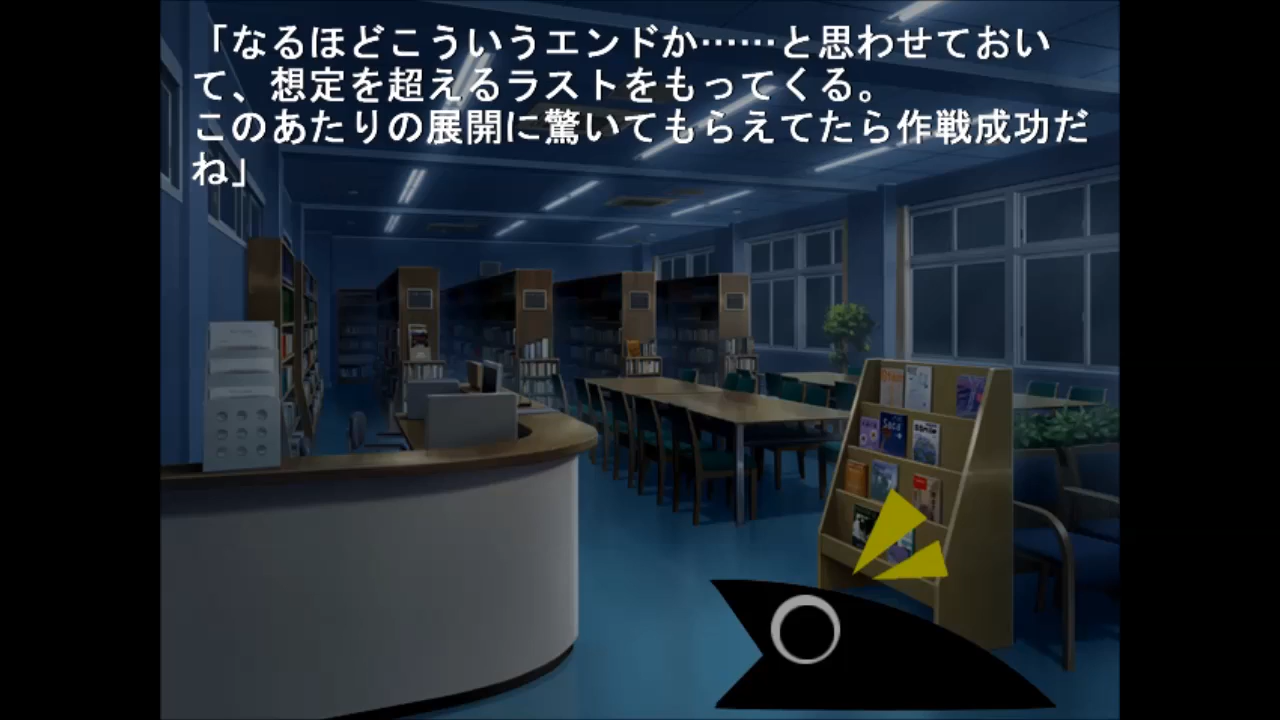 「なるほどこういうエンドか……と思わせておい
て、想定を超えるラストをもってくる。
このあたりの展開に驚いてもらえてたら作戦成功だ
ね」